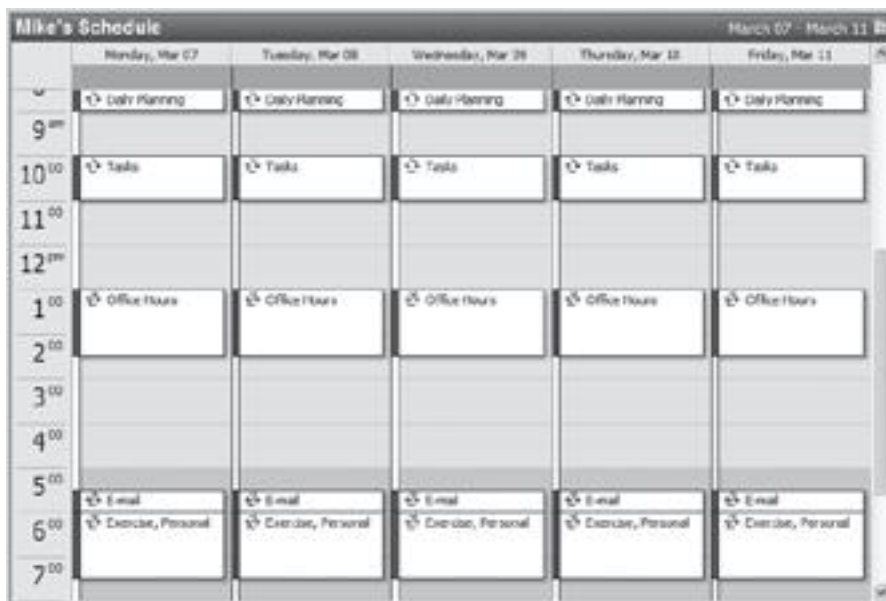 Mike's Schedule March 07 - March 11
Monday, Mar 07 Tuesday, Mar 08 Wednesday, Mar 09 Thursday, Mar 10 Friday, Mar 11
Daily Planning Daily Planning Daily Planning Daily Planning Daily Planning
9 am
10 00 Tasks Tasks Tasks Tasks Tasks
11 00
12 pm
1 00 Office Hours Office Hours Office Hours Office Hours Office Hours
2 00
3 00
4 00
5 00
E-mail E-mail E-mail E-mail E-mail
6 00 Exercise, Personal Exercise, Personal Exercise, Personal Exercise, Personal Exercise, Personal
7 00